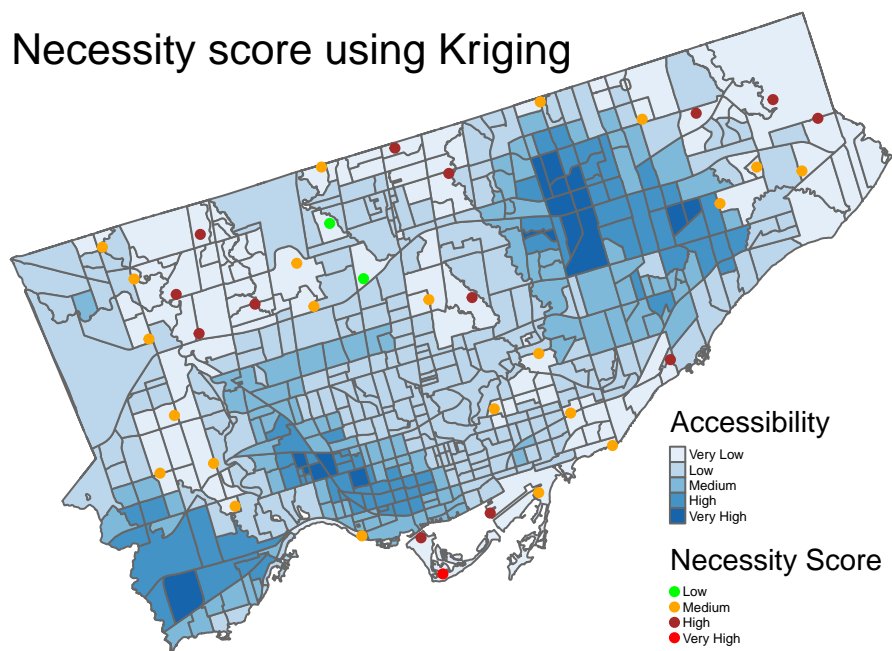 Necessity score using Kriging
Accessibility
Very Low
Low
Medium
High
Very High
Necessity Score
Low
Medium
High
Very High